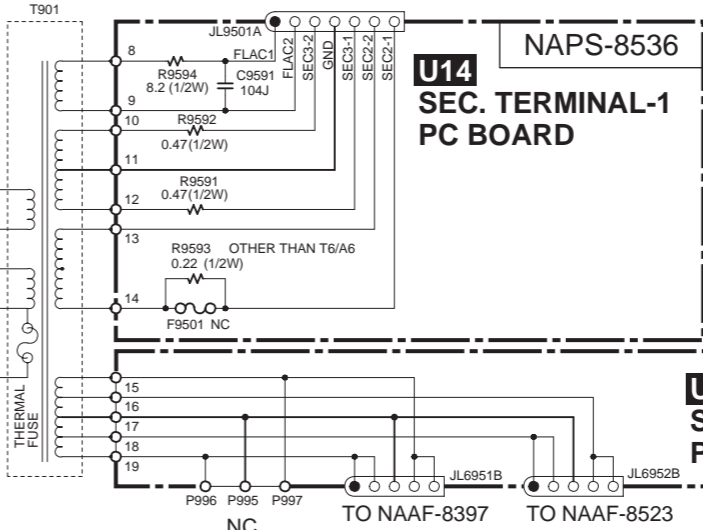 T901
JL9501A
NAPS-8536
8
R9594
8.2 (1/2W)
C9591
104J
FLAC1
FLAC2
SEC3-2
GND
SEC3-1
SEC2-2
SEC2-1
U14
SEC. TERMINAL-1
PC BOARD
9
10
R9592
0.47(1/2W)
11
R9591
0.47(1/2W)
12
13
R9593 OTHER THAN T6/A6
0.22 (1/2W)
14
F9501 NC
THERMAL
FUSE
15
16
17
18
19
U
S
P
P996
P995
P997
NC
JL6951B
TO NAAF-8397
JL6952B
TO NAAF-8523